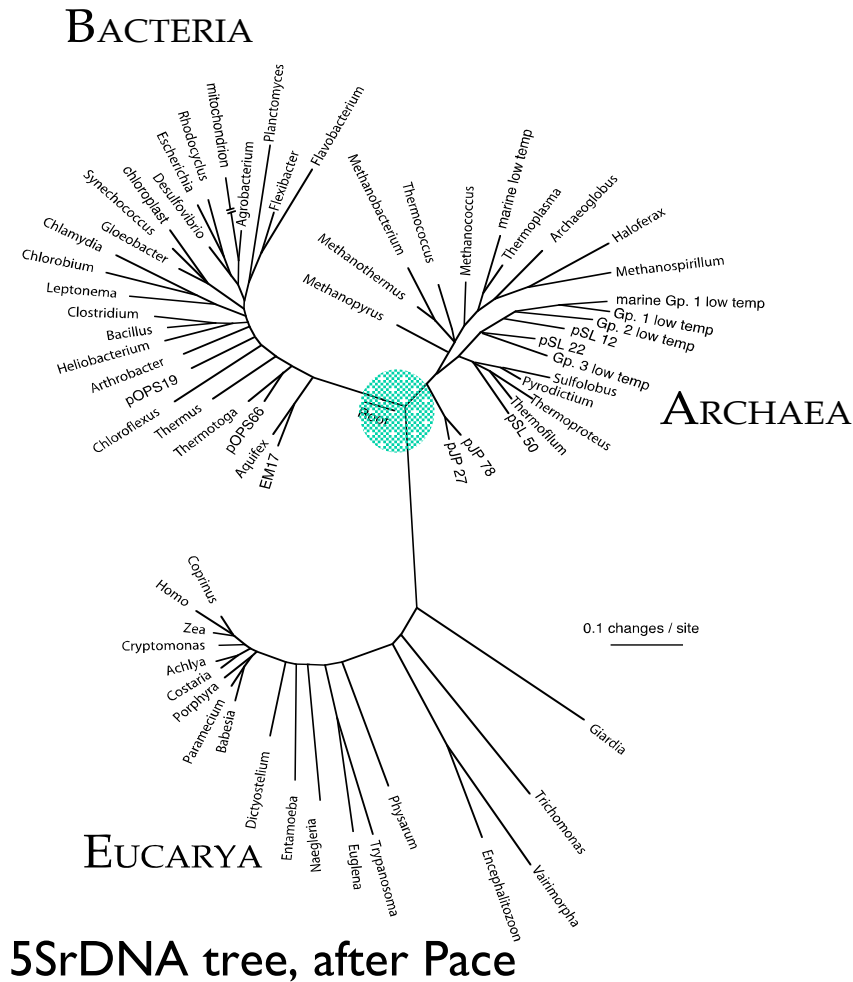 BACTERIA
Planctomyces
mitochondrion
Flavobacterium
Rhodocyclus
Escherichia
Agrobacterium
Flexibacter
Desulfovibrio
chloroplast
Synechococcus
Gloeobacter
Chlamydia
Chlorobium
Leptonema
Clostridium
Bacillus
Heliobacterium
Arthrobacter
pOPS19
Chloroflexus
Thermus
Thermotoga
pOPS66
Aquifex
EM17
Root
Methanobacterium
Thermococcus
Methanothermus
Methanopyrus
Methanococcus
marine low temp
Thermoplasma
Archaeoglobus
Haloferax
Methanospirillum
marine Gp. 1 low temp
Gp. 1 low temp
Gp. 2 low temp
pSL 12
pSL 22
Gp. 3 low temp
Sulfolobus
Pyrodictium
Thermoproteus
Thermofilum
pSL 50
pJP 78
pJP 27
ARCHAEA
Coprinus
Homo
Zea
Cryptomonas
Achlya
Costaria
Porphyra
Paramecium
Babesia
Dictyostelium
Entamoeba
Naegleria
Euglena
Trypanosoma
Physarum
Encephalitozoon
Vairimorpha
Trichomonas
Giardia
0.1 changes / site
EUCARYA
5SrDNA tree, after Pace